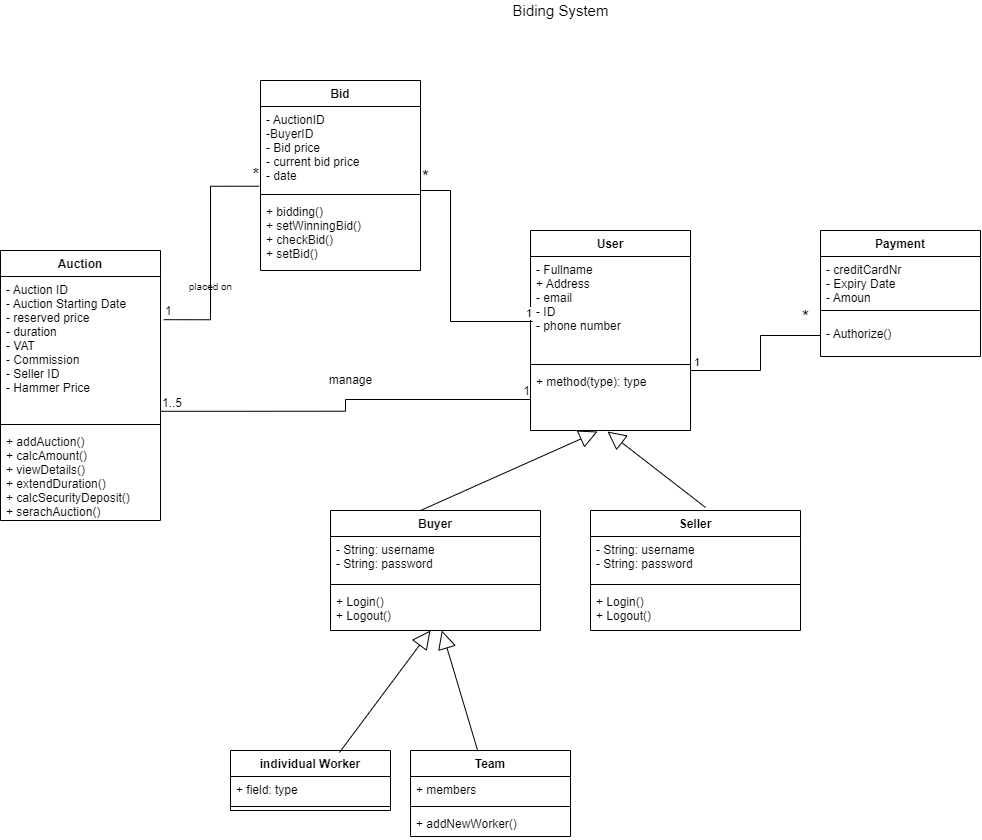 Biding System
Bid
- AuctionID
-BuyerID
- Bid price
- current bid price
- date
+ bidding()
+ setWinningBid()
+ checkBid()
+ setBid()
*
*
placed on
1
Auction
- Auction ID
- Auction Starting Date
- reserved price
- duration
- VAT
- Commission
- Seller ID
- Hammer Price
+ addAuction()
+ calcAmount()
+ viewDetails()
+ extendDuration()
+ calcSecurityDeposit()
+ serachAuction()
1..5
manage
1
1
User
- Fullname
+ Address
- email
- ID
- phone number
+ method(type): type
1
*
Payment
- creditCardNr
- Expiry Date
- Amoun
- Authorize()
Buyer
- String: username
- String: password
+ Login()
+ Logout()
Seller
- String: username
- String: password
+ Login()
+ Logout()
individual Worker
+ field: type
Team
+ members
+ addNewWorker()